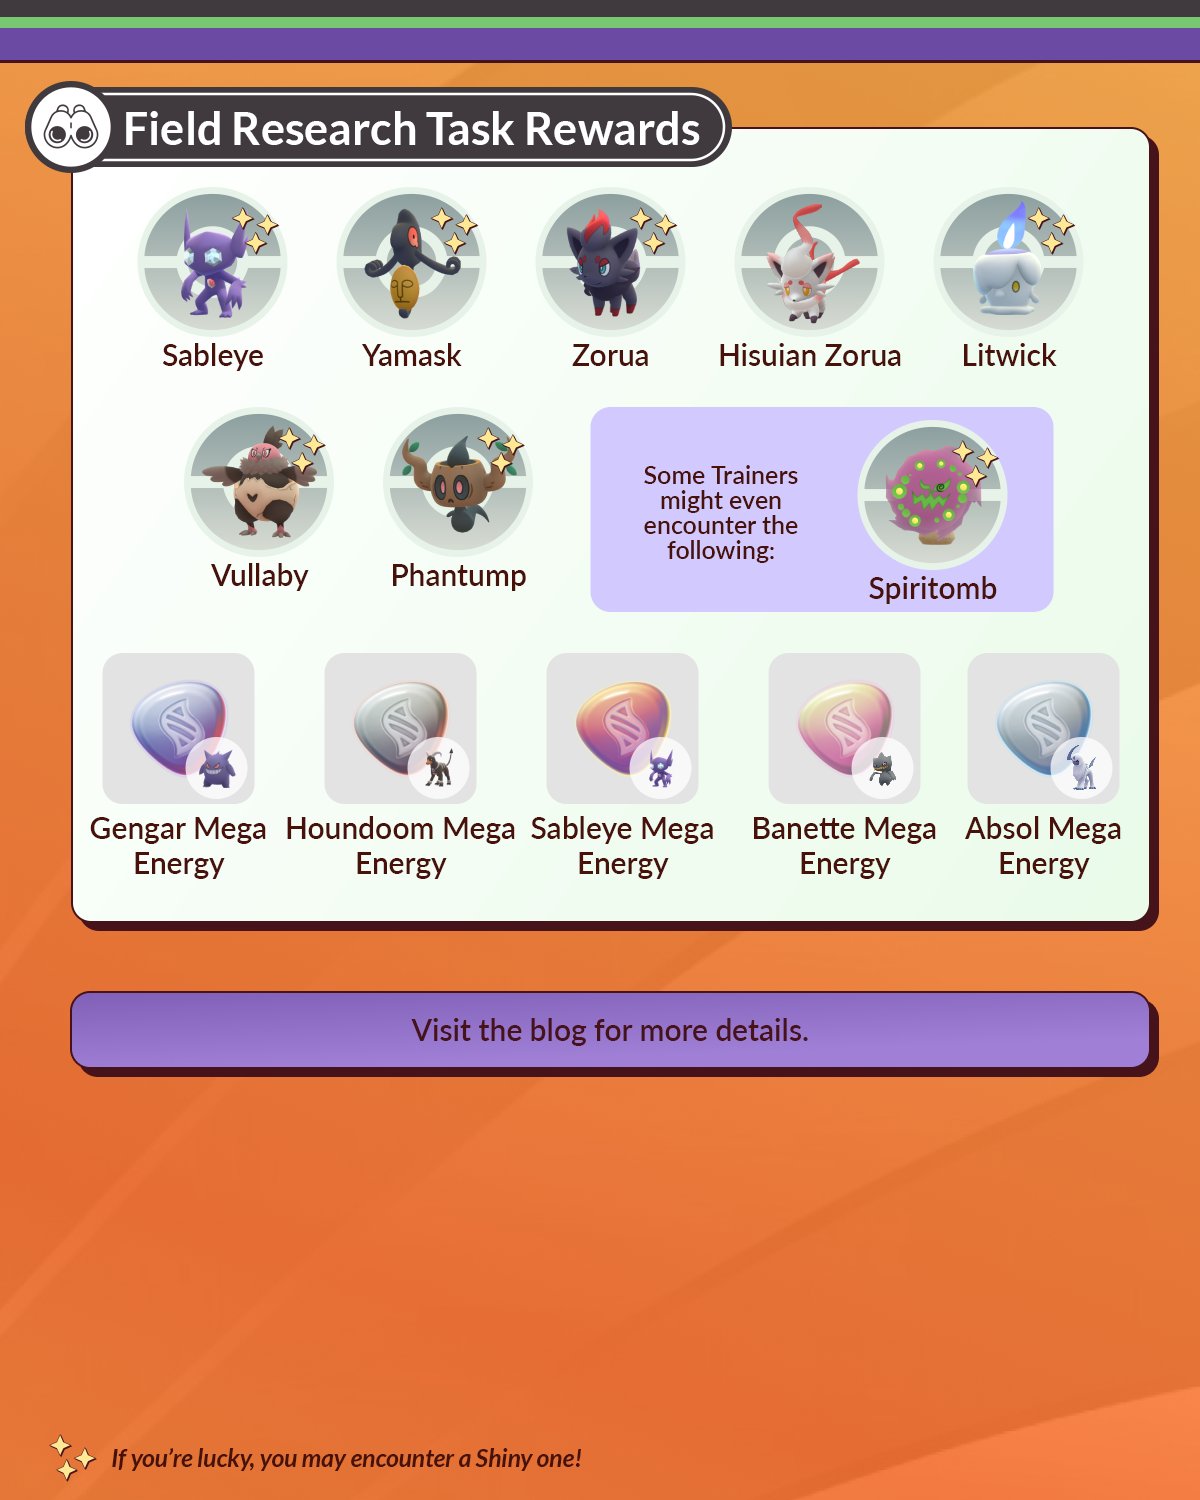 Field Research Task Rewards
Sableye
Yamask
Zorua
Hisuian Zorua
Litwick
Vullaby
Phantump
Some Trainers
might even
encounter the
following:
Spiritomb
Gengar Mega
Energy
Houndoom Mega
Energy
Sableye Mega
Energy
Banette Mega
Energy
Absol Mega
Energy
Visit the blog for more details.
If you're lucky, you may encounter a Shiny one!